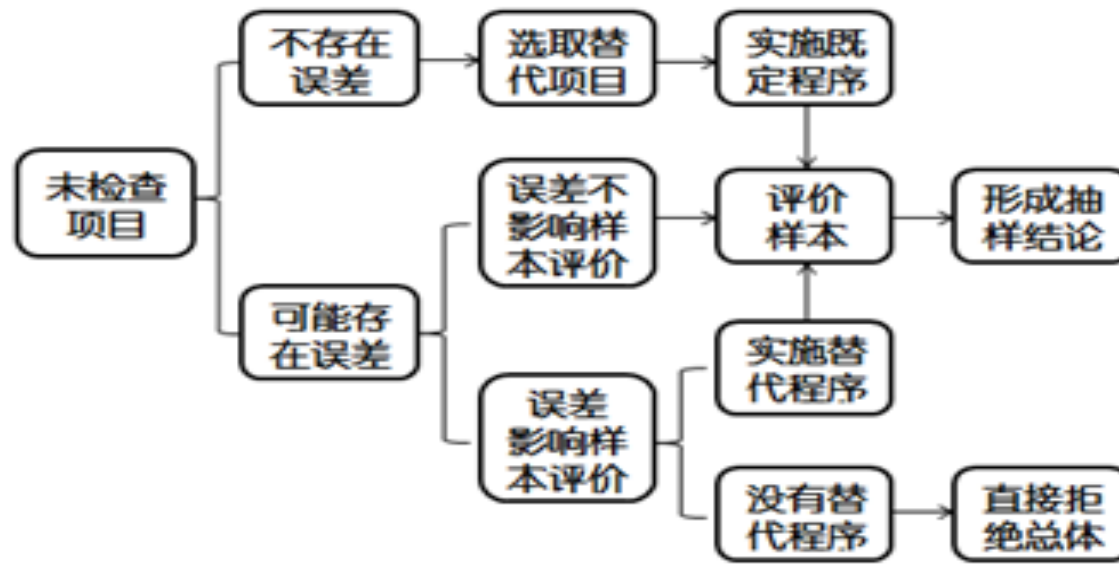 不存在
误差
选取替
代项目
实施既
定程序
未检查
项目
误差不
影响样
本评价
评价
样本
形成抽
样结论
可能存
在误差
实施替
代程序
误差
影响样
本评价
没有替
代程序
直接拒
绝总体